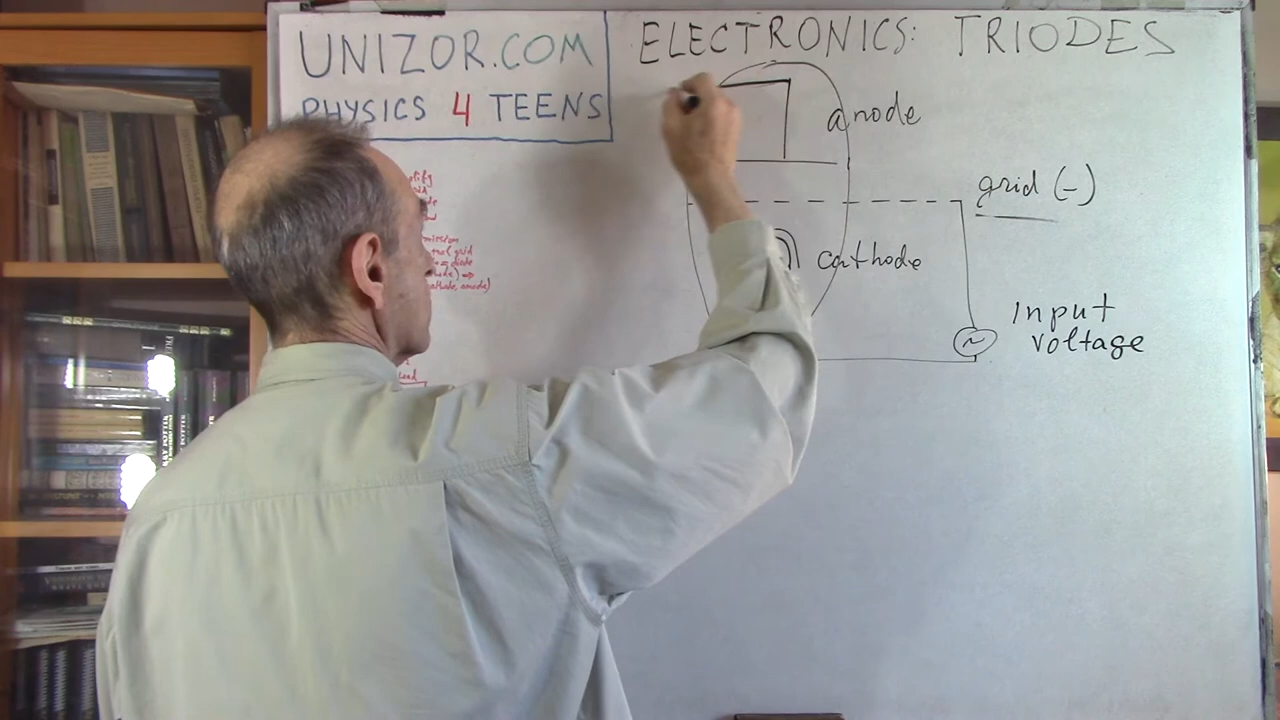 UNIZOR.COM
PHYSICS 4 TEENS
ELECTRONICS: TRIODES
anode
grid (-)
cathode
Input
voltage
~